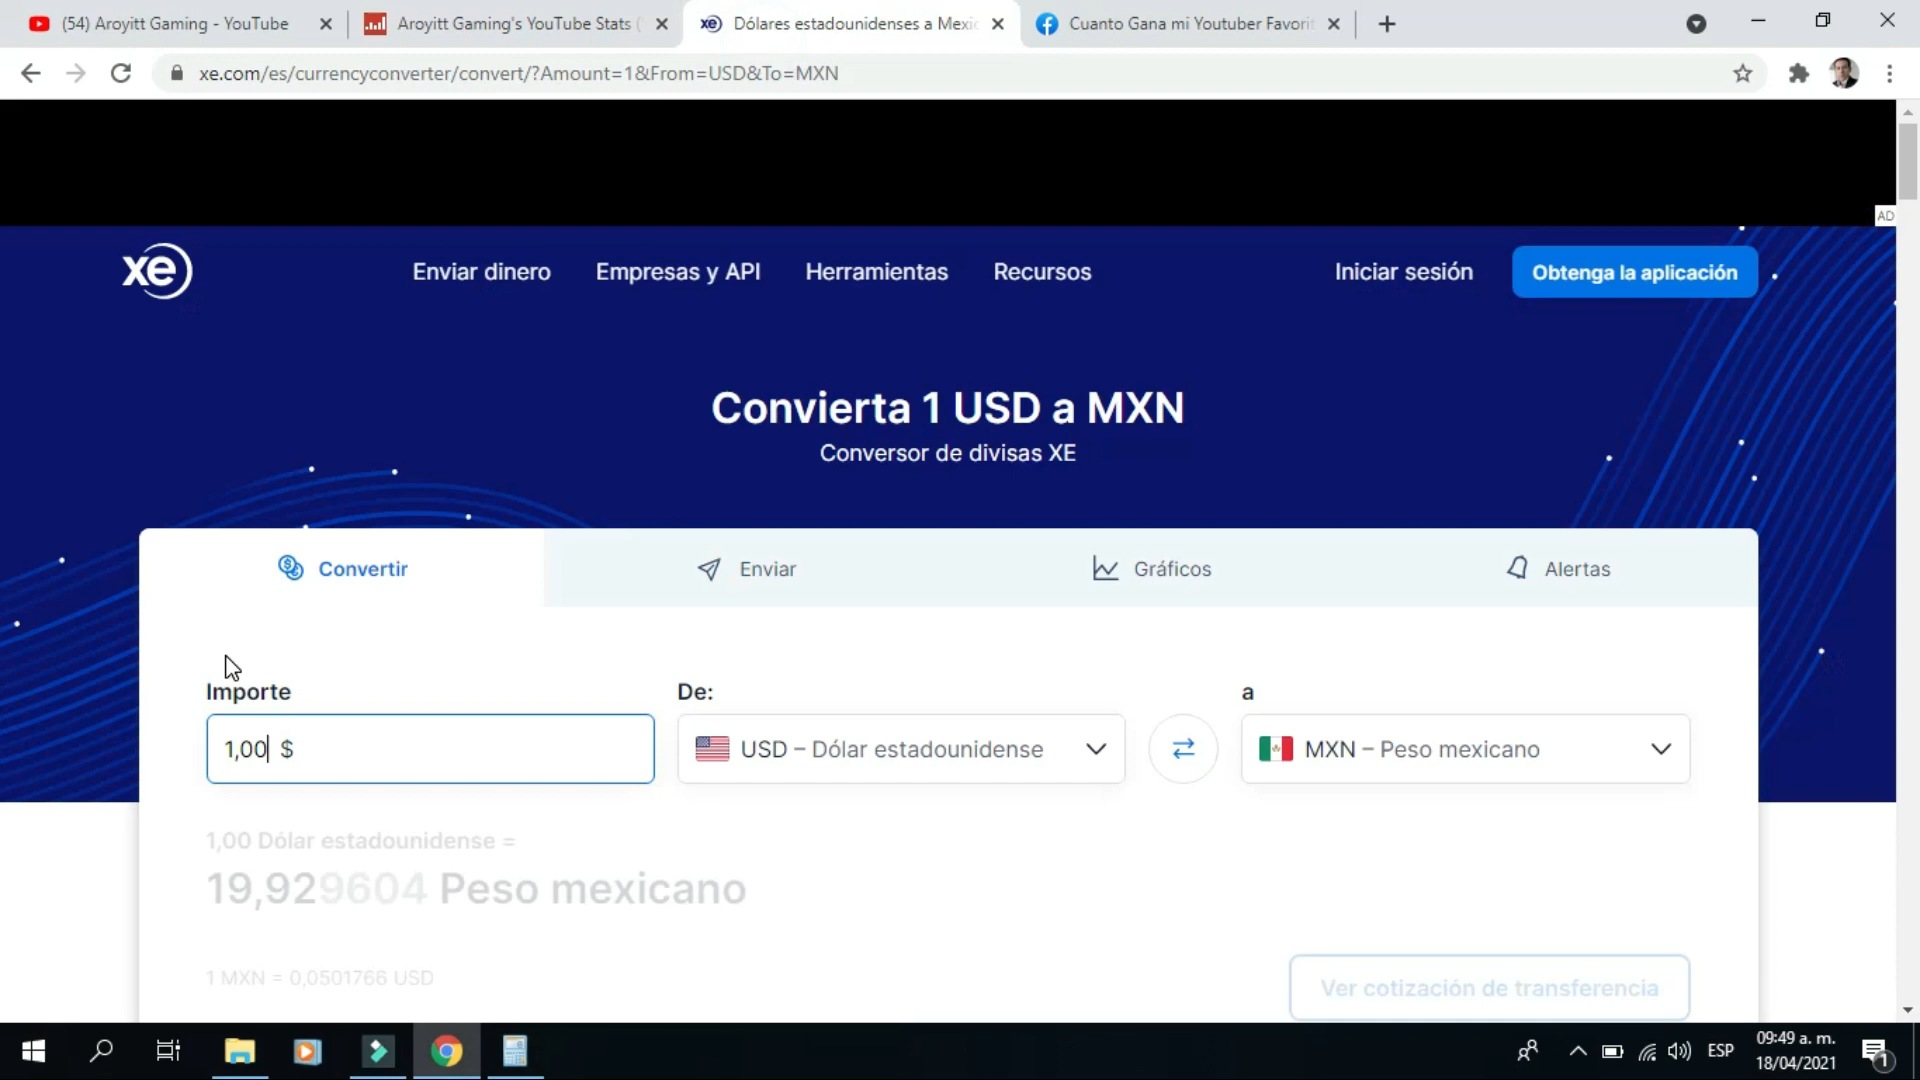 (54) Aroyitt Gaming - YouTube
Aroyitt Gaming's YouTube Stats (
Dólares estadounidenses a Mexic
Cuanto Gana mi Youtuber Favorit
xe.com/es/currencyconverter/convert/?Amount=1&From=USD&To=MXN
AD
xe
Enviar dinero
Empresas y API
Herramientas
Recursos
Iniciar sesión
Obtenga la aplicación
Convierta 1 USD a MXN
Conversor de divisas XE
Convertir
Enviar
Gráficos
Alertas
Importe
De:
a
1,00 $
USD – Dólar estadounidense
MXN – Peso mexicano
1,00 Dólar estadounidense =
19,929604 Peso mexicano
1 MXN = 0,0501766 USD
Ver cotización de transferencia
ESP
09:49 a. m.
18/04/2021
1